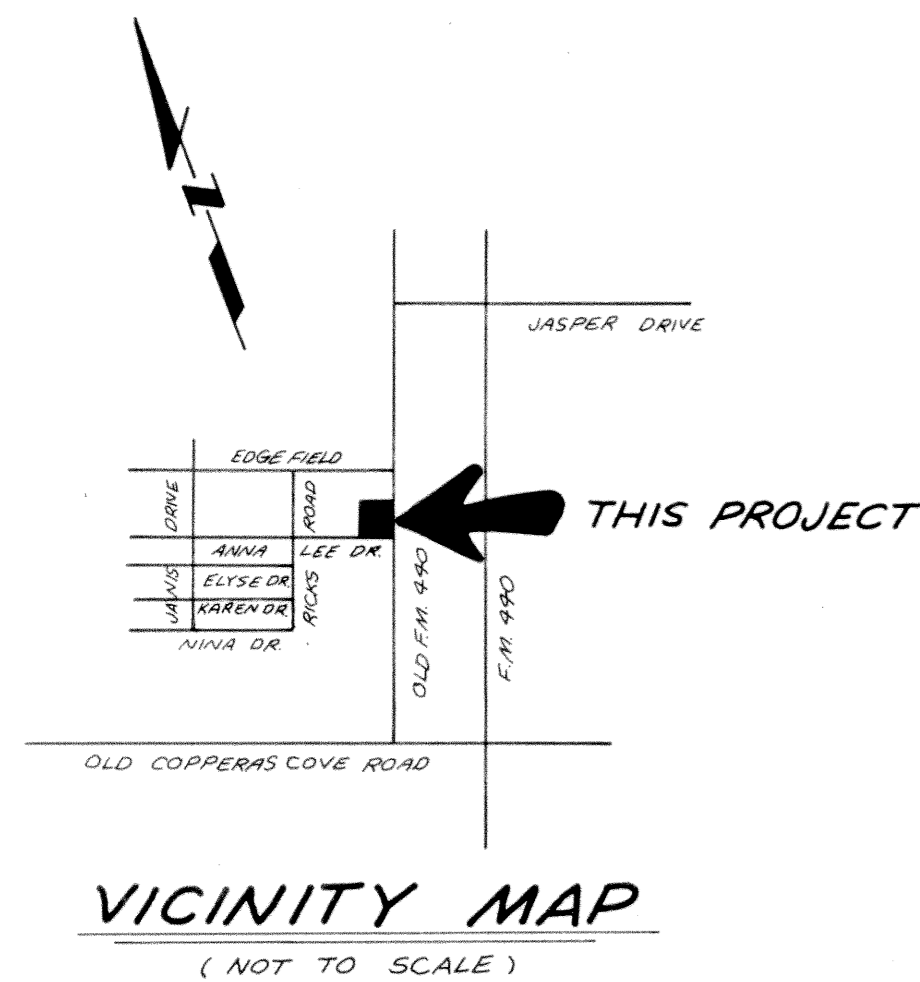 N
JASPER DRIVE
EDGE FIELD
DRIVE
ROAD
THIS PROJECT
ANNA LEE DR.
ELYSE DR.
JANIS
KAREN DR.
RICKS
NINA DR.
OLD F.M. 440
F.M. 440
OLD COPPERAS COVE ROAD
VICINITY MAP
(NOT TO SCALE)